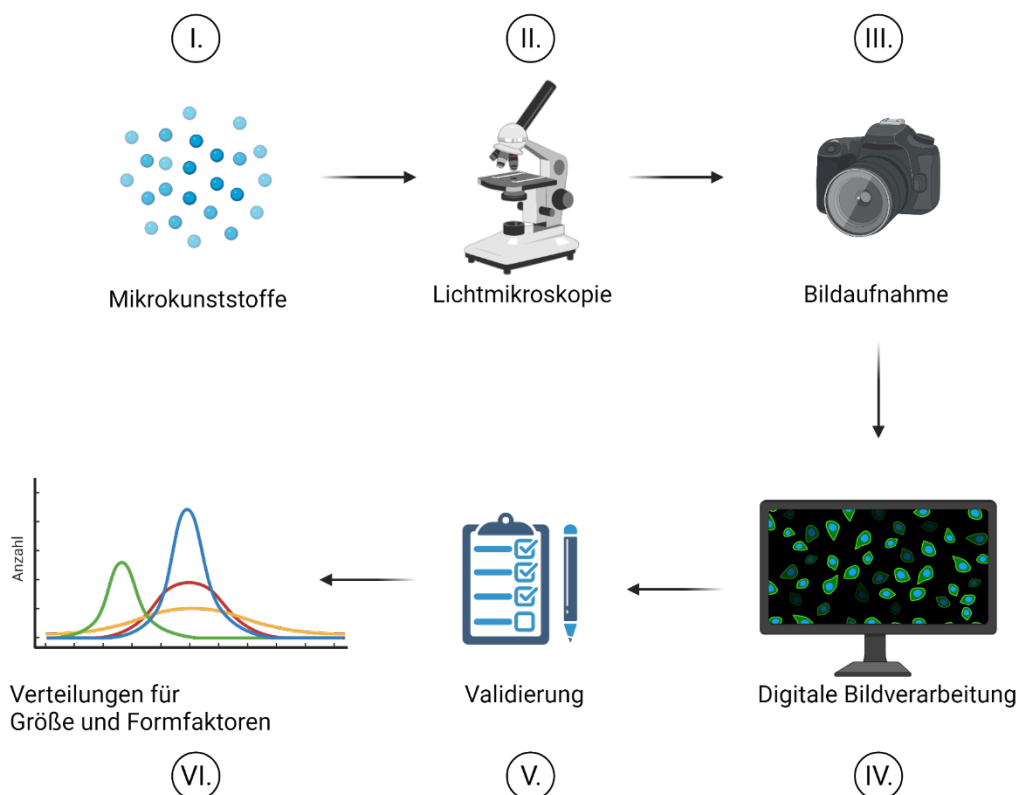 I.
II.
III.
Mikrokunststoffe
Lichtmikroskopie
Bildaufnahme
Anzahl
Verteilungen für
Größe und Formfaktoren
Validierung
Digitale Bildverarbeitung
VI.
V.
IV.